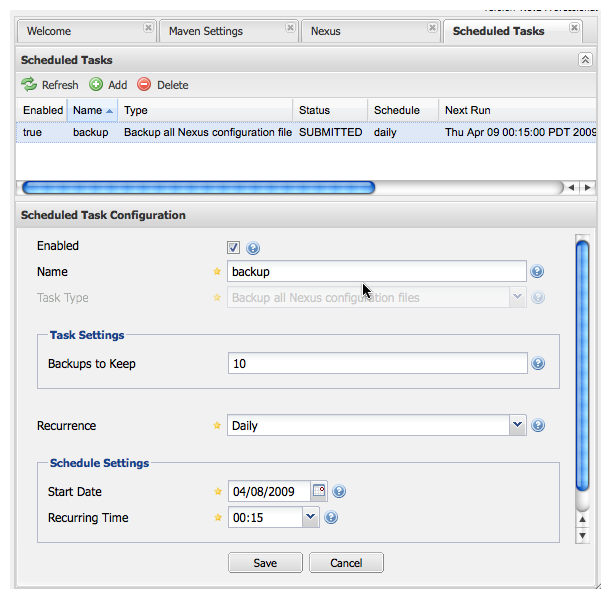 Welcome Maven Settings Nexus Scheduled Tasks
Scheduled Tasks
Refresh Add Delete
Enabled Name Type Status Schedule Next Run
true backup Backup all Nexus configuration file SUBMITTED daily Thu Apr 09 00:15:00 PDT 2009
Scheduled Task Configuration
Enabled
Name backup
Task Type Backup all Nexus configuration files
Task Settings
Backups to Keep 10
Recurrence Daily
Schedule Settings
Start Date 04/08/2009
Recurring Time 00:15
Save Cancel